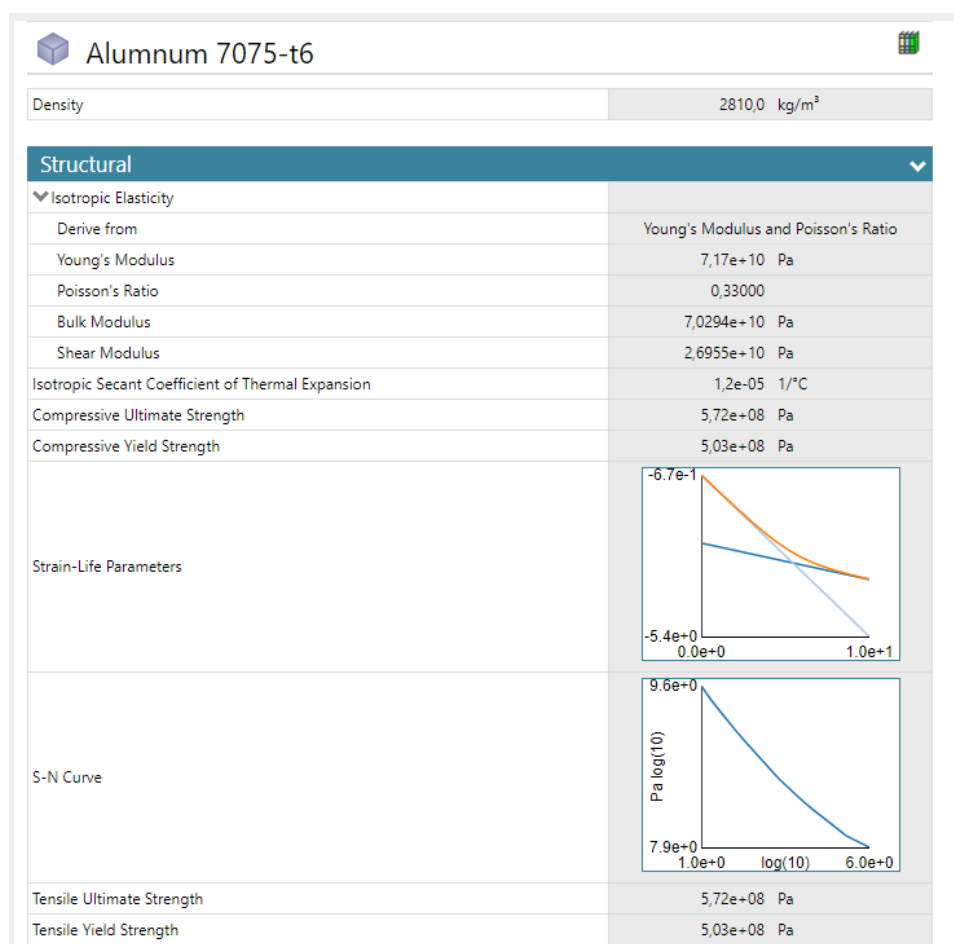 Alumnum 7075-t6
Density 2810,0 kg/m³
Structural
Isotropic Elasticity
Derive from Young's Modulus and Poisson's Ratio
Young's Modulus 7,17e+10 Pa
Poisson's Ratio 0,33000
Bulk Modulus 7,0294e+10 Pa
Shear Modulus 2,6955e+10 Pa
Isotropic Secant Coefficient of Thermal Expansion 1,2e-05 1/°C
Compressive Ultimate Strength 5,72e+08 Pa
Compressive Yield Strength 5,03e+08 Pa
Strain-Life Parameters
-6.7e-1
-5.4e+0
0.0e+0 1.0e+1
S-N Curve
9.6e+0
Pa log(10)
7.9e+0
1.0e+0 log(10) 6.0e+0
Tensile Ultimate Strength 5,72e+08 Pa
Tensile Yield Strength 5,03e+08 Pa